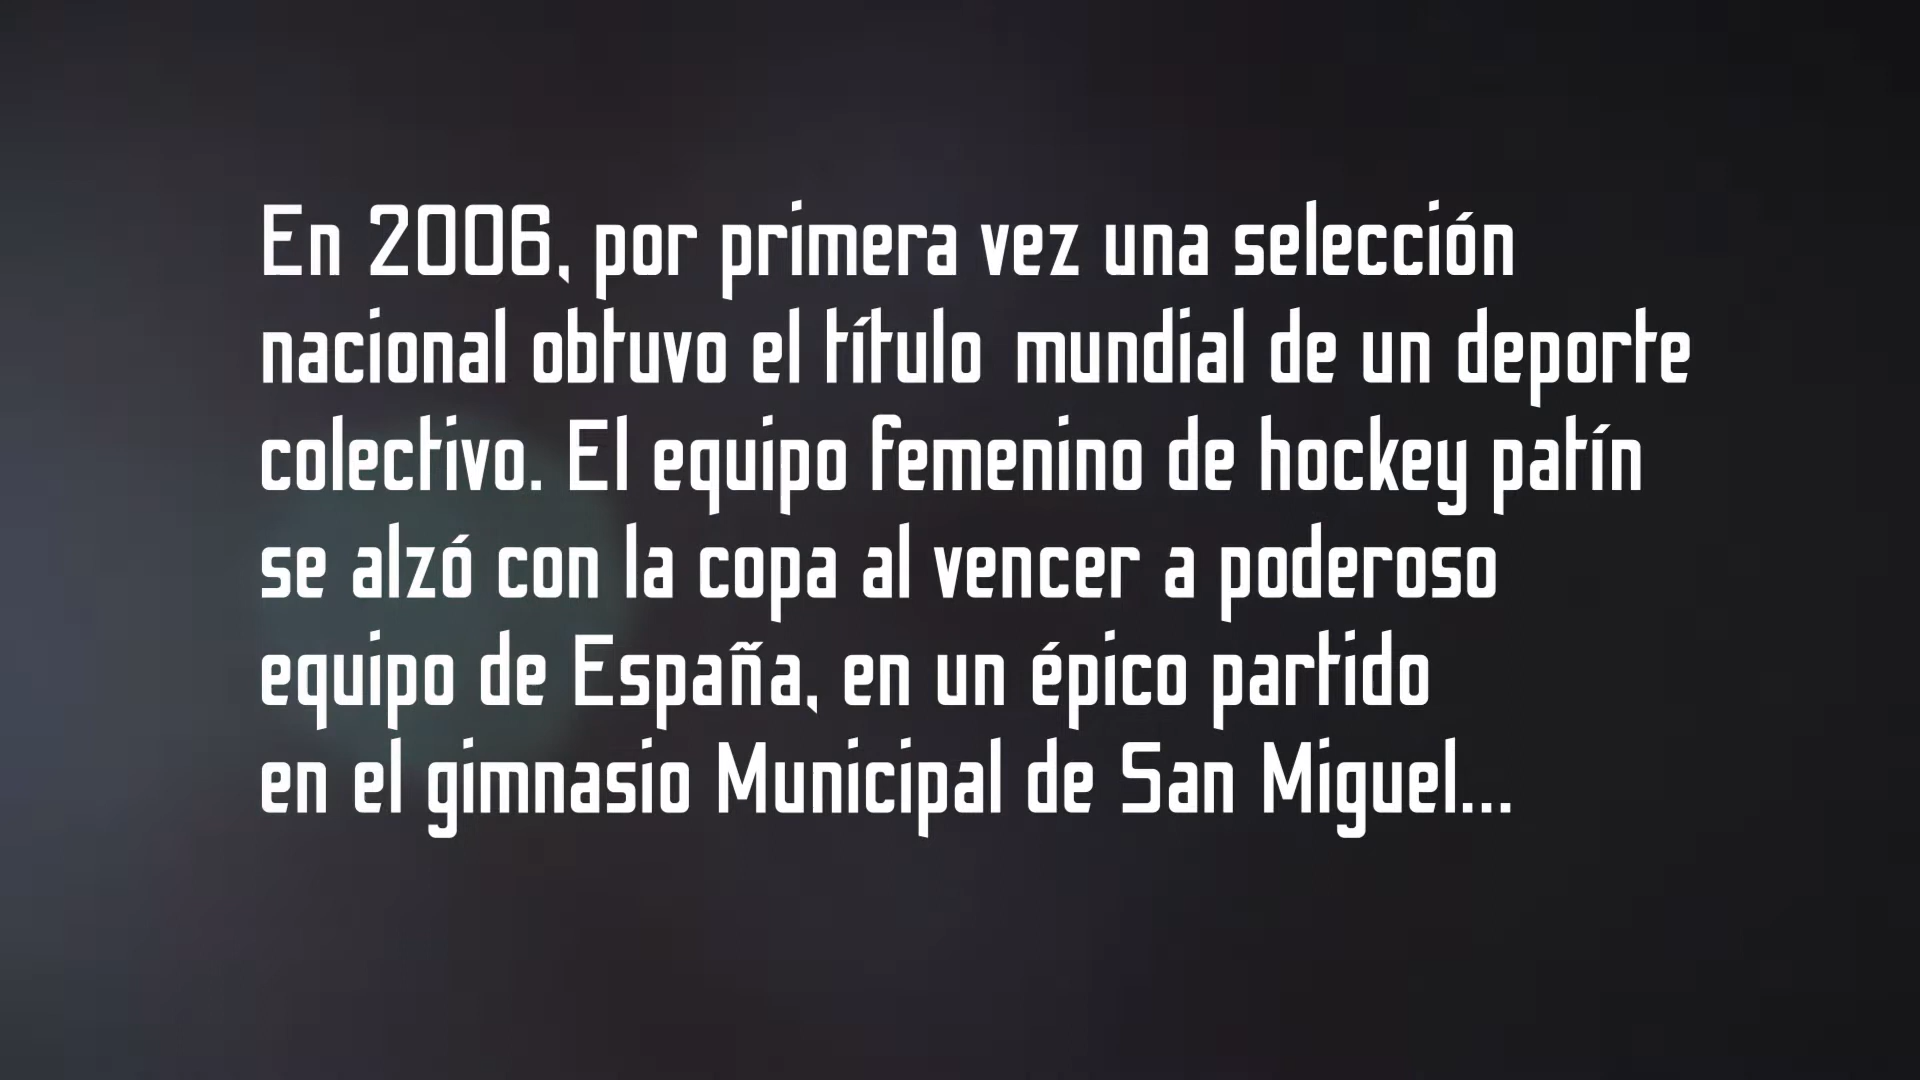 En 2006, por primera vez una selección
nacional obtuvo el título mundial de un deporte
colectivo. El equipo femenino de hockey patín
se alzó con la copa al vencer a poderoso
equipo de España, en un épico partido
en el gimnasio Municipal de San Miguel...